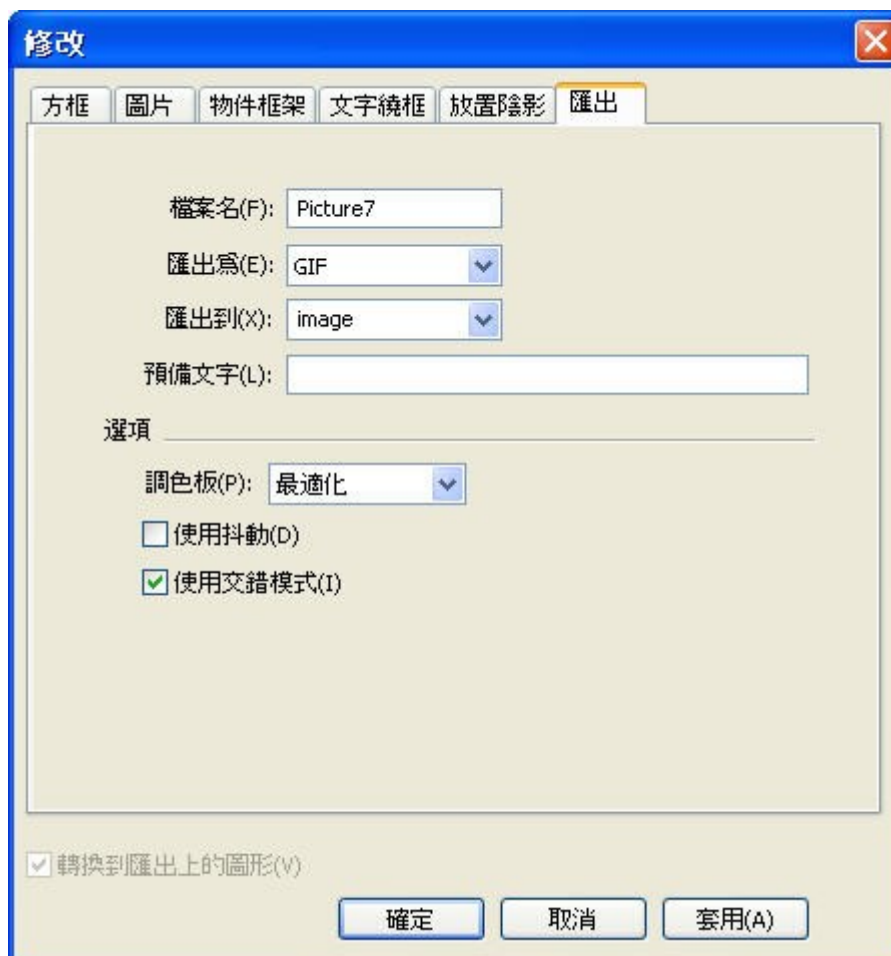 修改
方框 圖片 物件框架 文字繞框 放置陰影 匯出
檔案名(F): Picture7
匯出爲(E): GIF
匯出到(X): image
預備文字(L):
選項
調色板(P): 最適化
使用抖動(D)
使用交錯模式(I)
轉換到匯出上的圖形(V)
確定 取消 套用(A)